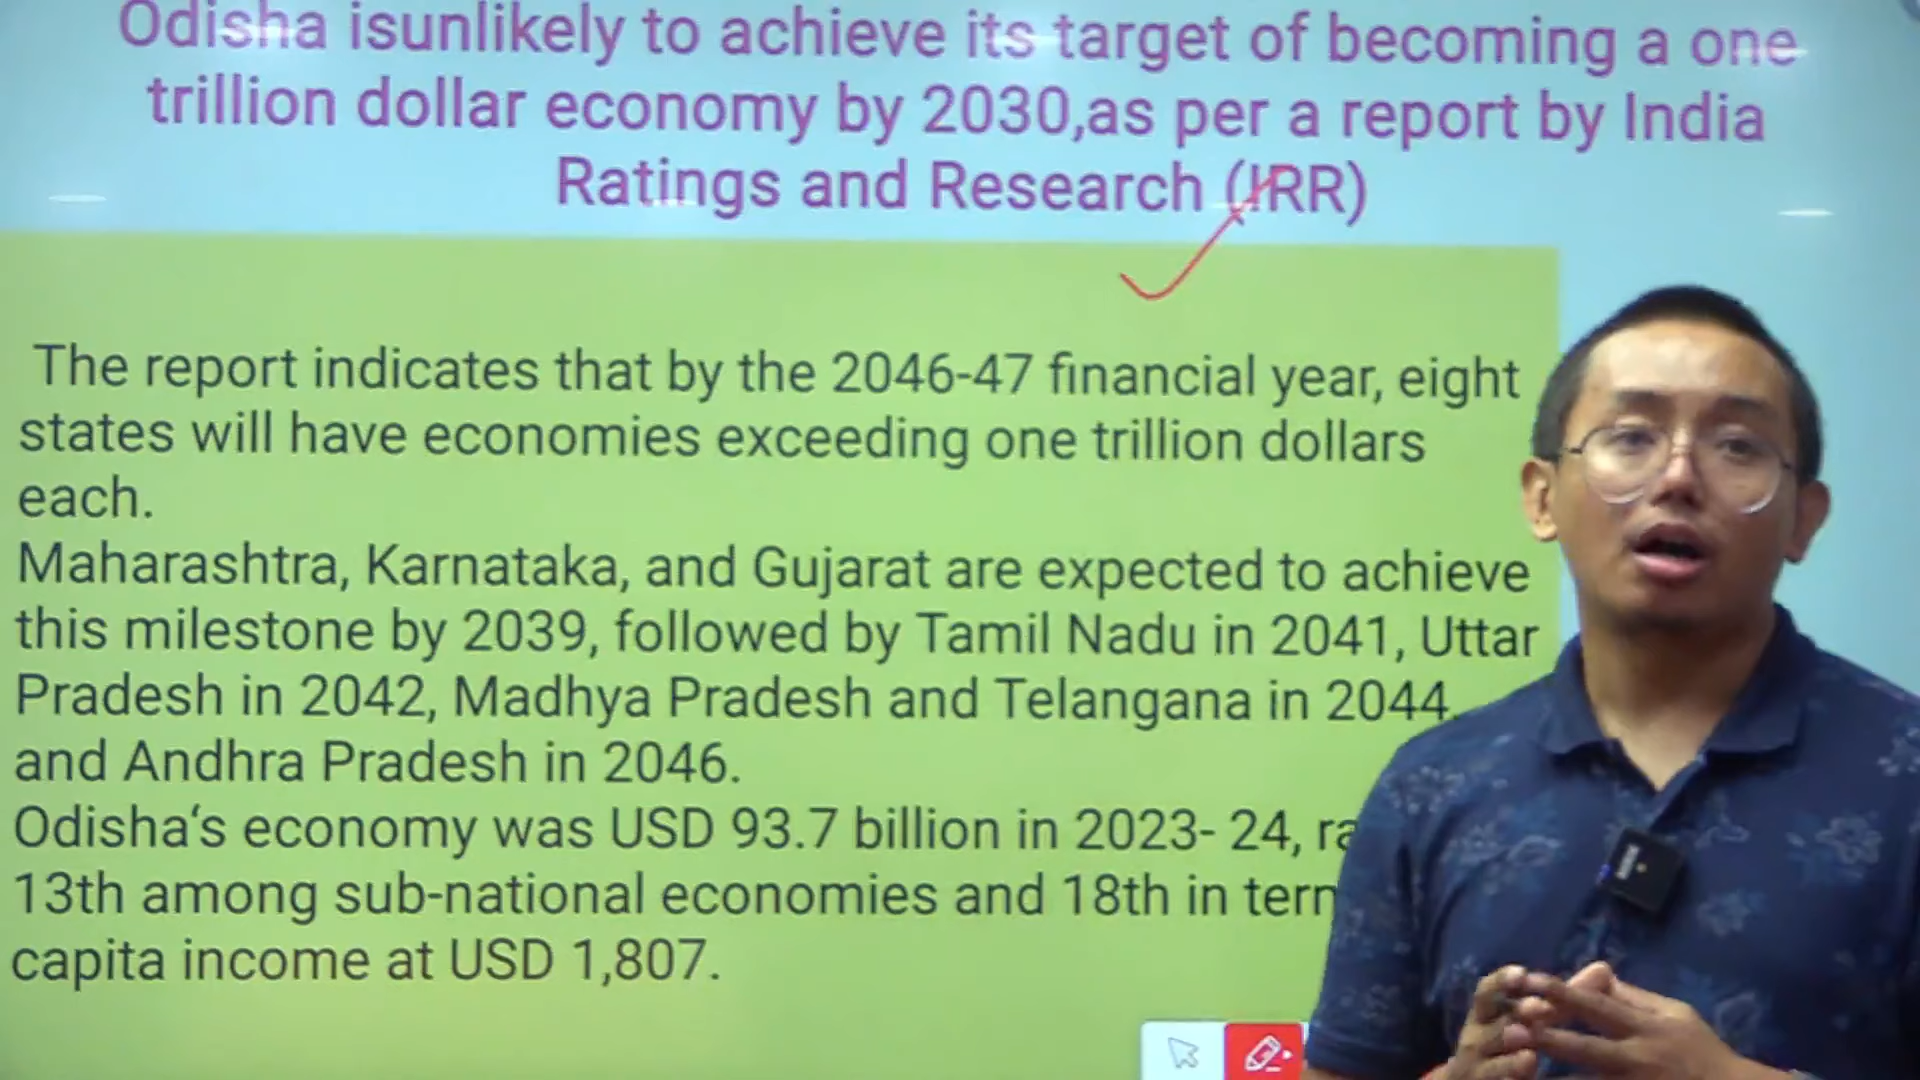 Odisha isunlikely to achieve its target of becoming a one
trillion dollar economy by 2030,as per a report by India
Ratings and Research (IRR)
The report indicates that by the 2046-47 financial year, eight
states will have economies exceeding one trillion dollars
each.
Maharashtra, Karnataka, and Gujarat are expected to achieve
this milestone by 2039, followed by Tamil Nadu in 2041, Uttar
Pradesh in 2042, Madhya Pradesh and Telangana in 2044,
and Andhra Pradesh in 2046.
Odisha‘s economy was USD 93.7 billion in 2023- 24,
13th among sub-national economies and 18th in
capita income at USD 1,807.